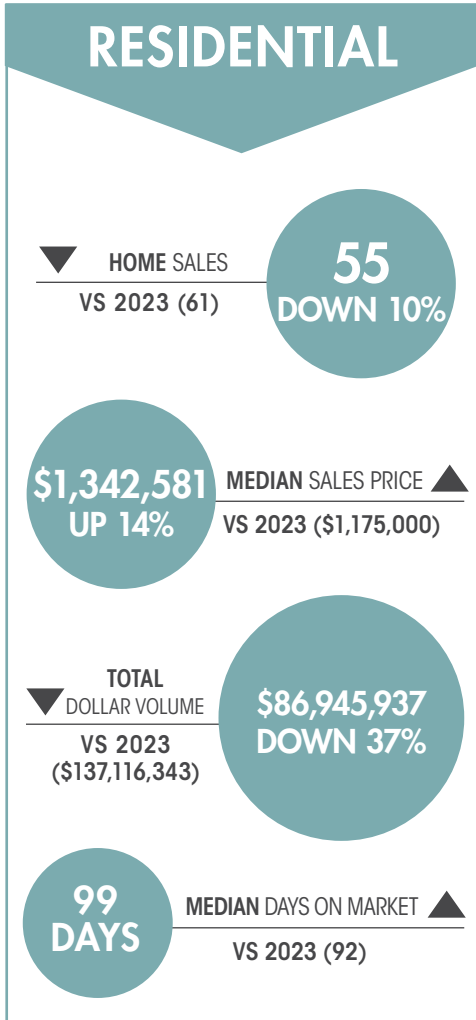 RESIDENTIAL
HOME SALES
VS 2023 (61)
55
DOWN 10%
$1,342,581
UP 14%
MEDIAN SALES PRICE
VS 2023 ($1,175,000)
TOTAL
DOLLAR VOLUME
VS 2023
($137,116,343)
$86,945,937
DOWN 37%
99
DAYS
MEDIAN DAYS ON MARKET
VS 2023 (92)